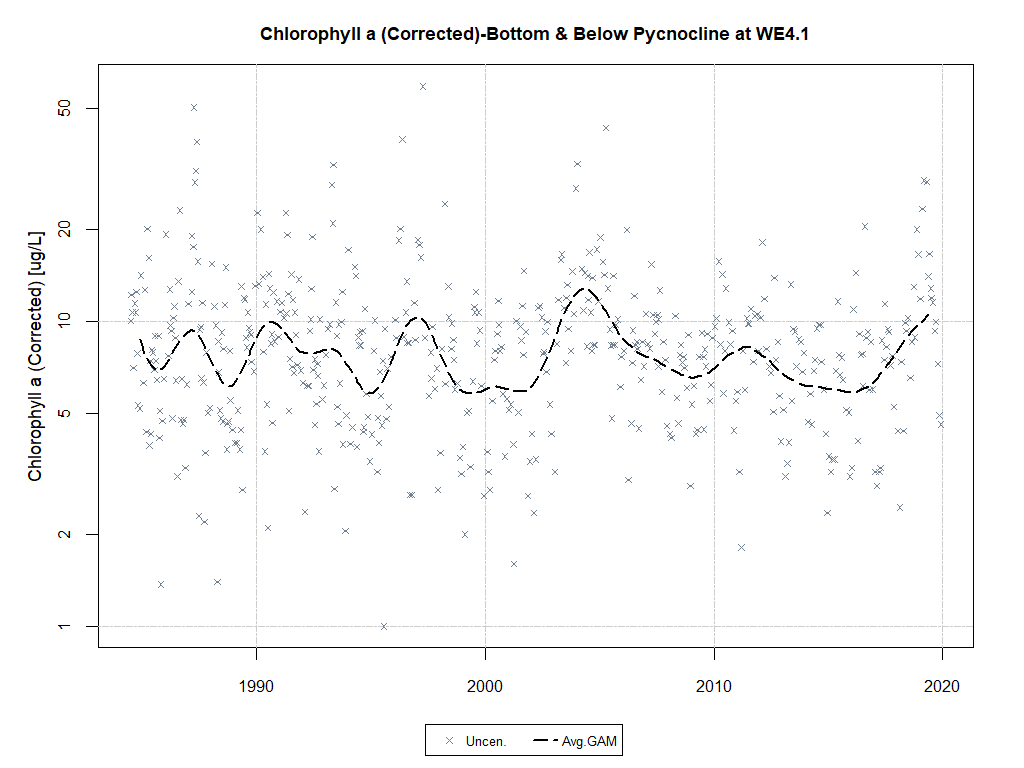 Chlorophyll a (Corrected)-Bottom & Below Pycnocline at WE4.1
Chlorophyll a (Corrected) [ug/L]
50
20
10
5
2
1
1990 2000 2010 2020
Uncen. Avg.GAM